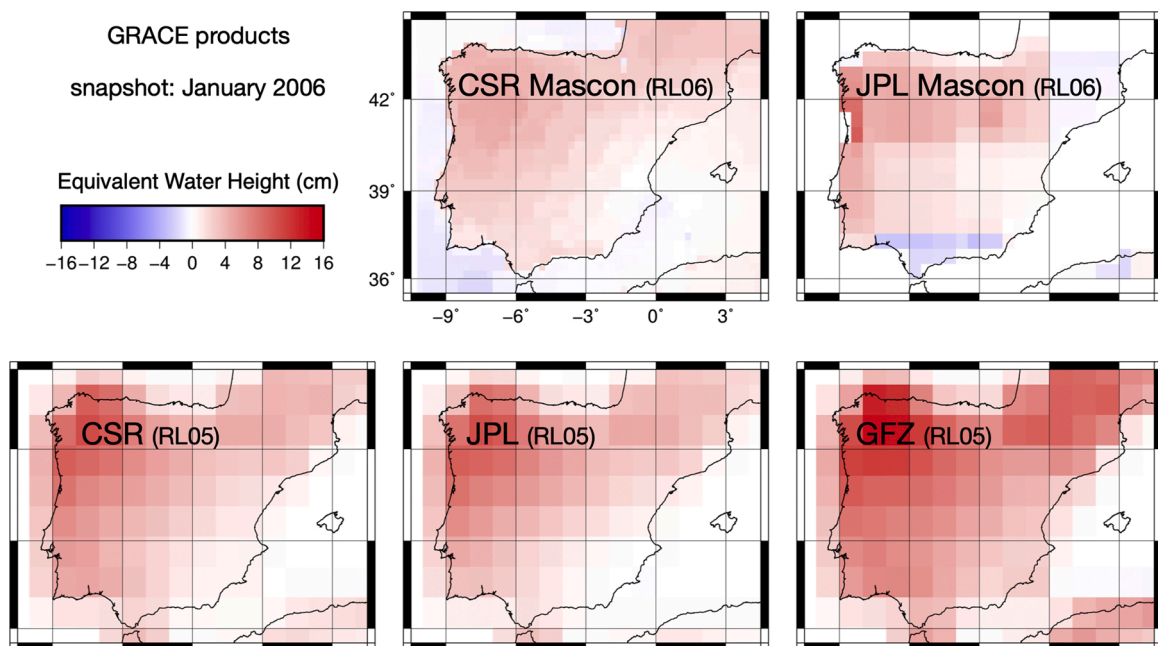 GRACE products
snapshot: January 2006
Equivalent Water Height (cm)
−16 −12 −8 −4 0 4 8 12 16
CSR Mascon (RL06)
42°
39°
36°
−9° −6° −3° 0° 3°
JPL Mascon (RL06)
CSR (RL05)
JPL (RL05)
GFZ (RL05)